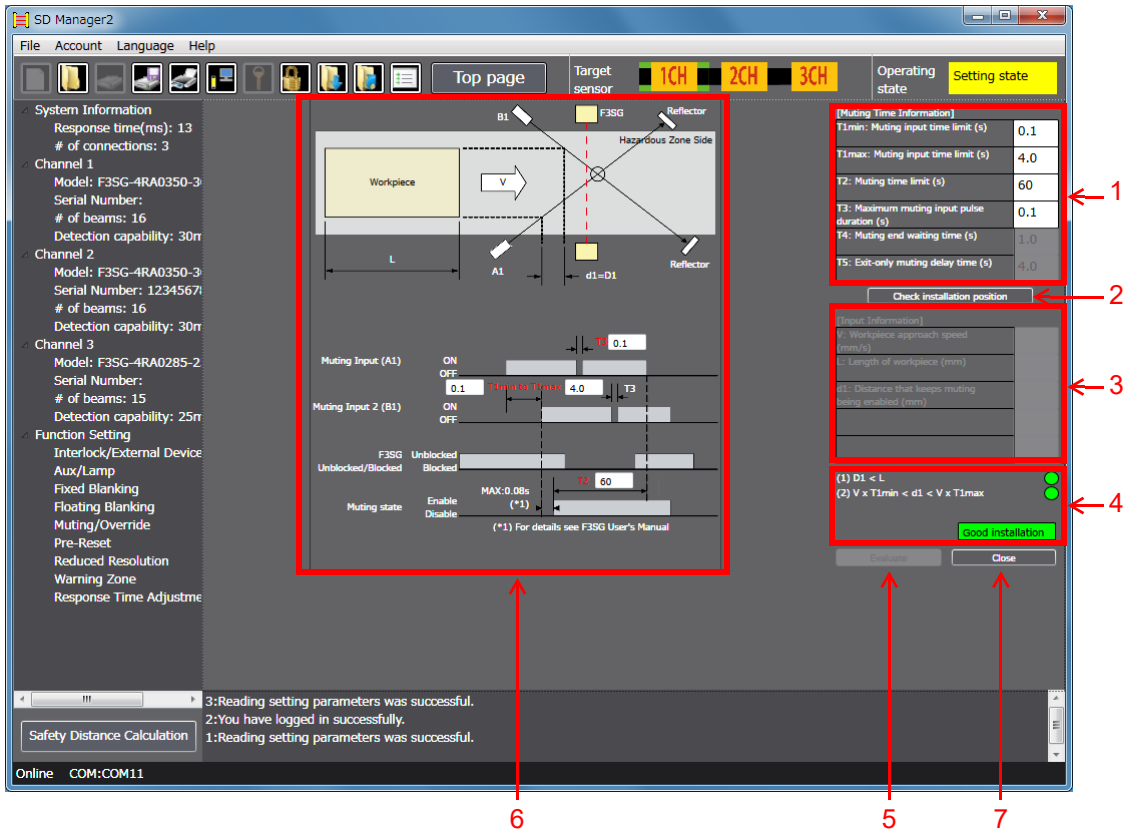 SD Manager2
File Account Language Help
Top page
Target
sensor
1CH
2CH
3CH
Operating
state
Setting state
System Information
Response time(ms): 13
# of connections: 3
Channel 1
Model: F3SG-4RA0350-3
Serial Number:
# of beams: 16
Detection capability: 30m
Channel 2
Model: F3SG-4RA0350-3
Serial Number: 1234567
# of beams: 16
Detection capability: 30m
Channel 3
Model: F3SG-4RA0285-2
Serial Number:
# of beams: 15
Detection capability: 25m
Function Setting
Interlock/External Device
Aux/Lamp
Fixed Blanking
Floating Blanking
Muting/Override
Pre-Reset
Reduced Resolution
Warning Zone
Response Time Adjustme
Safety Distance Calculation
B1
F3SG
Reflector
Hazardous Zone Side
Workpiece
V
L
A1
d1=D1
Reflector
T3 0.1
Muting Input (A1)
ON
OFF
0.1 T1min to T1max 4.0
T3
Muting Input 2 (B1)
ON
OFF
F3SG
Unblocked/Blocked
Unblocked
Blocked
T2 60
MAX:0.08s
(*1)
Muting state
Enable
Disable
(*1) For details see F3SG User's Manual
[Muting Time Information]
T1min: Muting input time limit (s) 0.1
T1max: Muting input time limit (s) 4.0
T2: Muting time limit (s) 60
T3: Maximum muting input pulse
duration (s) 0.1
T4: Muting end waiting time (s) 1.0
T5: Exit-only muting delay time (s) 4.0
Check installation position
[Input Information]
V: Workpiece approach speed
(mm/s)
L: Length of workpiece (mm)
d1: Distance that keeps muting
being enabled (mm)
(1) D1 < L
(2) V x T1min < d1 < V x T1max
Good installation
Evaluate
Close
1
2
3
4
3:Reading setting parameters was successful.
2:You have logged in successfully.
1:Reading setting parameters was successful.
Online COM:COM11
6
5
7